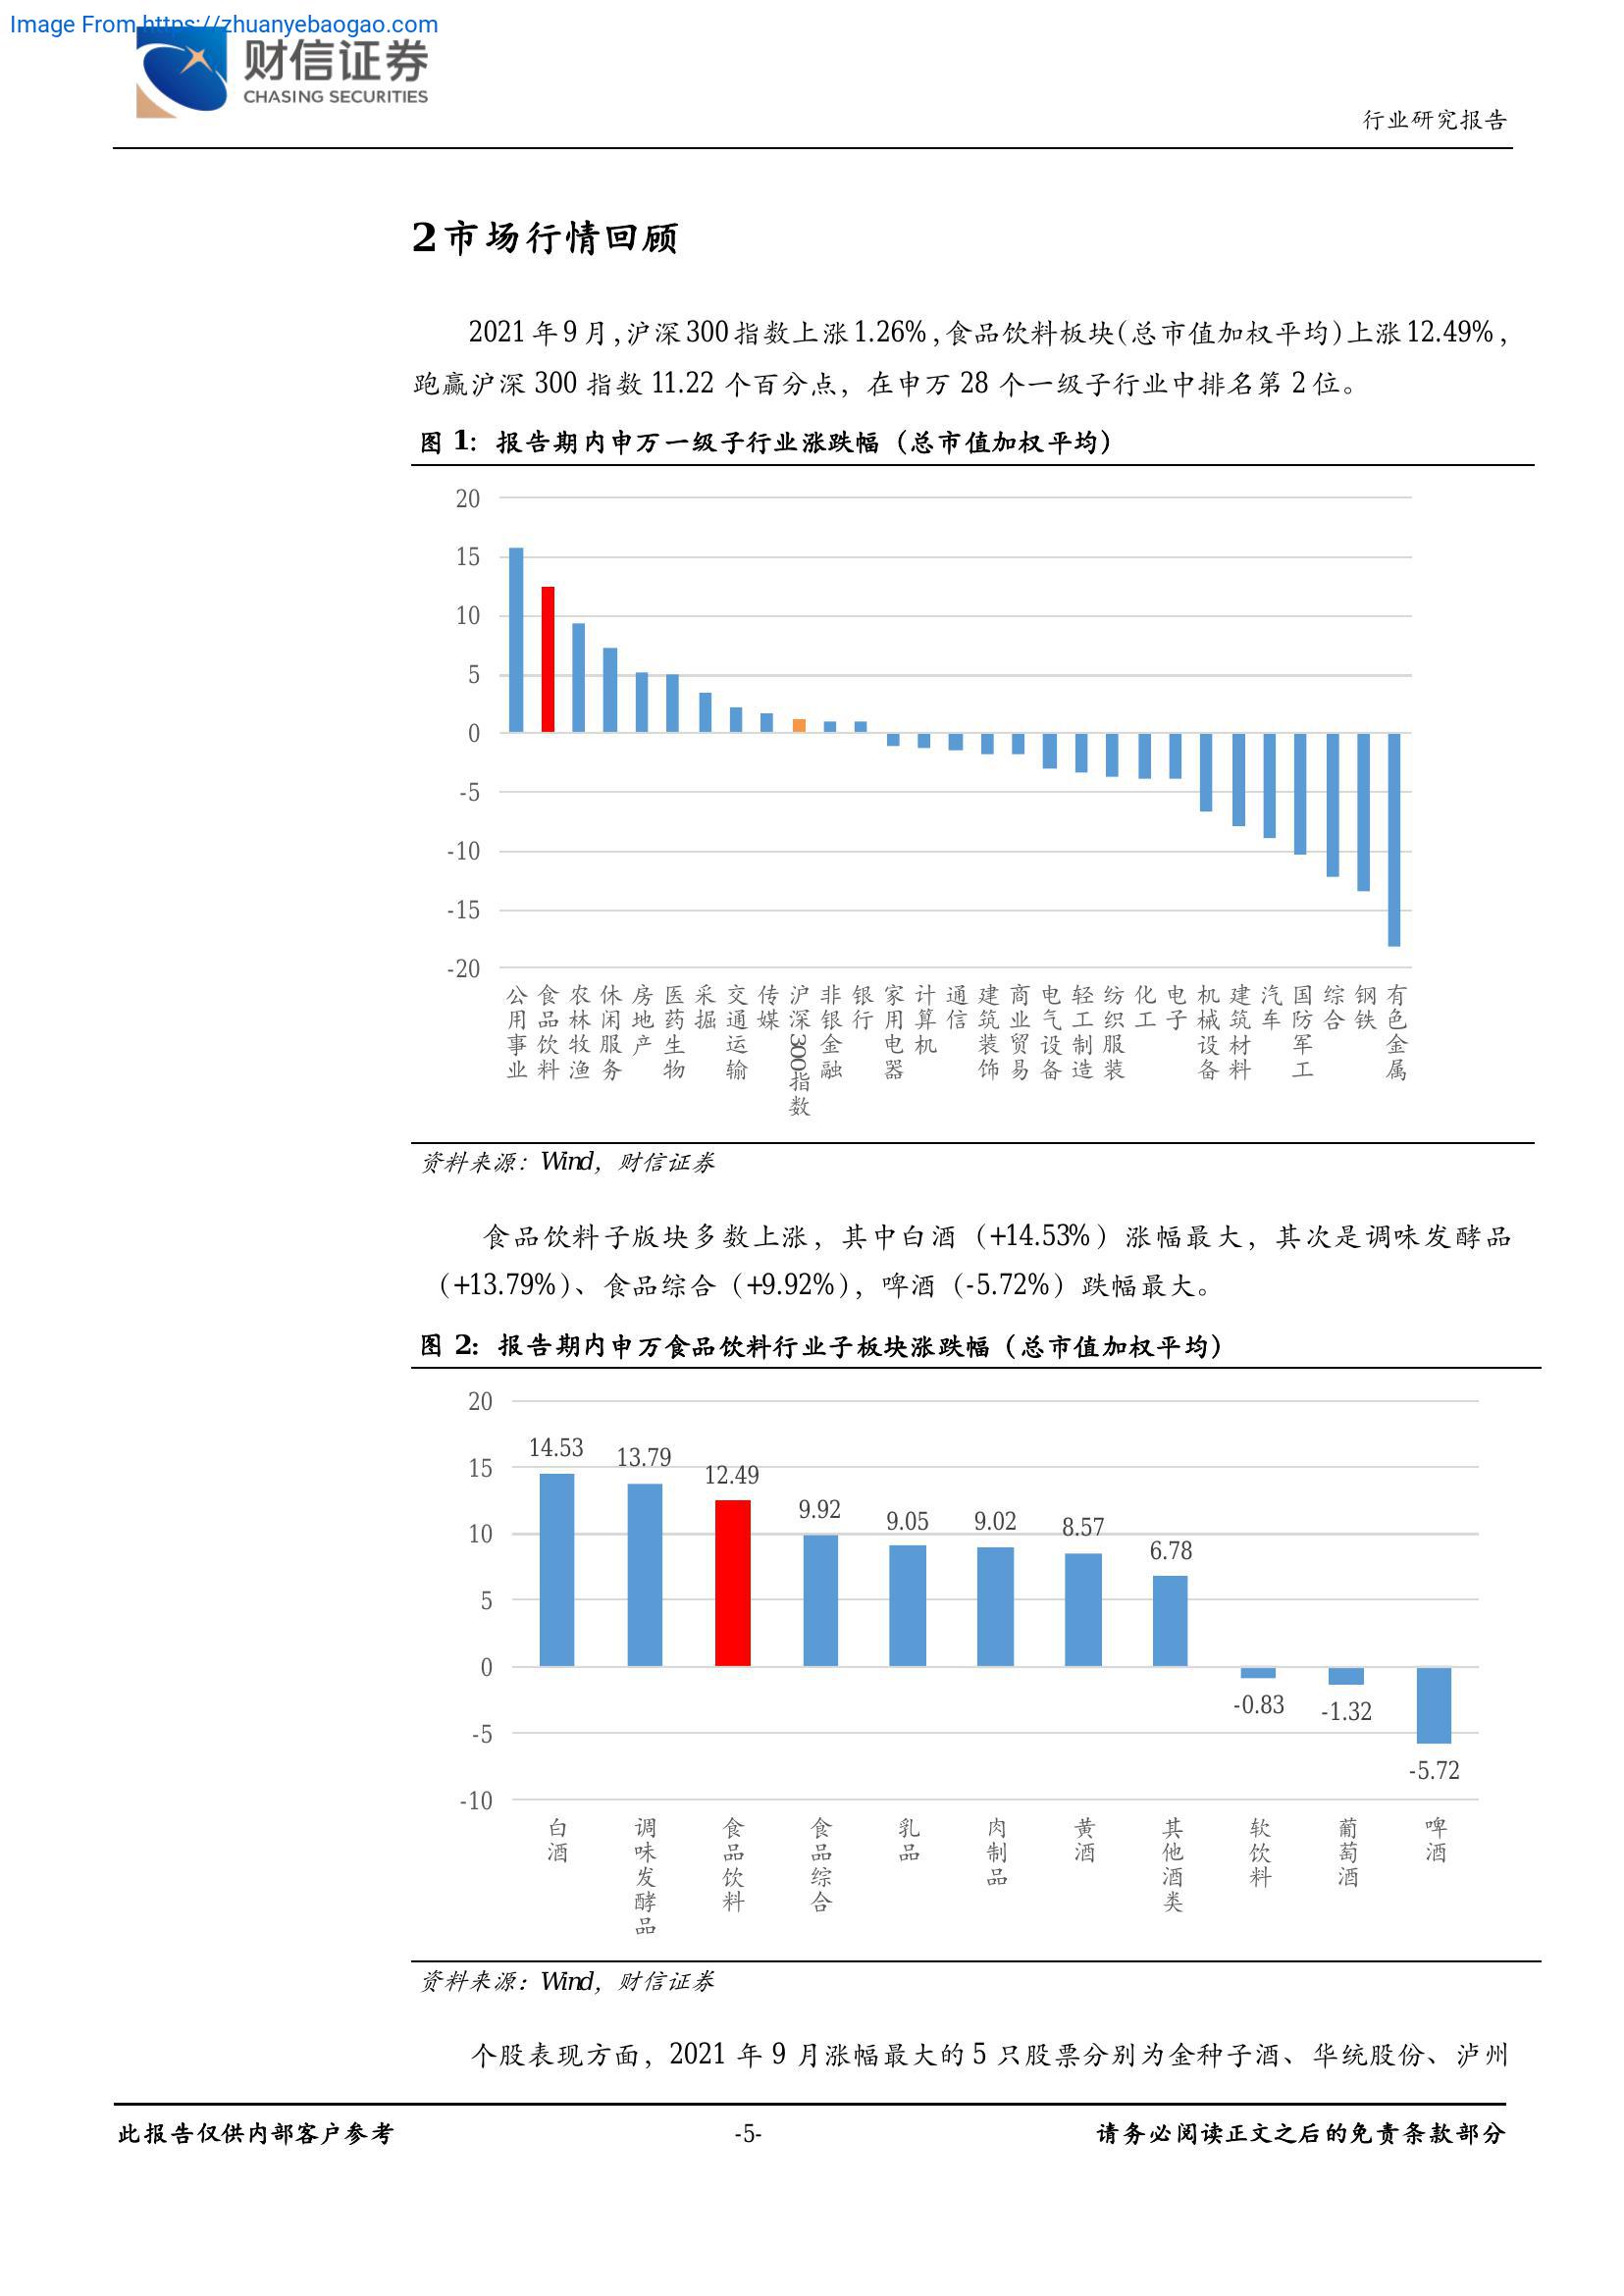 Image From https://zhuanyebaogao.com
财信证券
CHASING SECURITIES
行业研究报告
2市场行情回顾
2021年9月,沪深300指数上涨1.26%,食品饮料板块(总市值加权平均)上涨12.49%,
跑赢沪深 300 指数 11.22 个百分点，在申万 28 个一级子行业中排名第 2 位。
图 1：报告期内申万一级子行业涨跌幅（总市值加权平均）
20
15
10
5
0
-5
-10
-15
-20
公用事业
食品饮料
农林牧渔
休闲服务
房地产
医药生物
采掘
交通运输
传媒
沪深300指数
非银金融
银行
家用电器
计算机
通信
建筑装饰
商业贸易
电气设备
轻工制造
纺织服装
化工
电子
机械设备
建筑材料
汽车
国防军工
综合
钢铁
有色金属
资料来源：Wind，财信证券
食品饮料子版块多数上涨，其中白酒（+14.53%）涨幅最大，其次是调味发酵品
（+13.79%）、食品综合（+9.92%），啤酒（-5.72%）跌幅最大。
图 2：报告期内申万食品饮料行业子板块涨跌幅（总市值加权平均）
20
15
10
5
0
-5
-10
14.53
13.79
12.49
9.92
9.05
9.02
8.57
6.78
-0.83
-1.32
-5.72
白酒
调味发酵品
食品饮料
食品综合
乳品
肉制品
黄酒
其他酒类
软饮料
葡萄酒
啤酒
资料来源：Wind，财信证券
个股表现方面，2021 年 9 月涨幅最大的 5 只股票分别为金种子酒、华统股份、泸州
此报告仅供内部客户参考
-5-
请务必阅读正文之后的免责条款部分